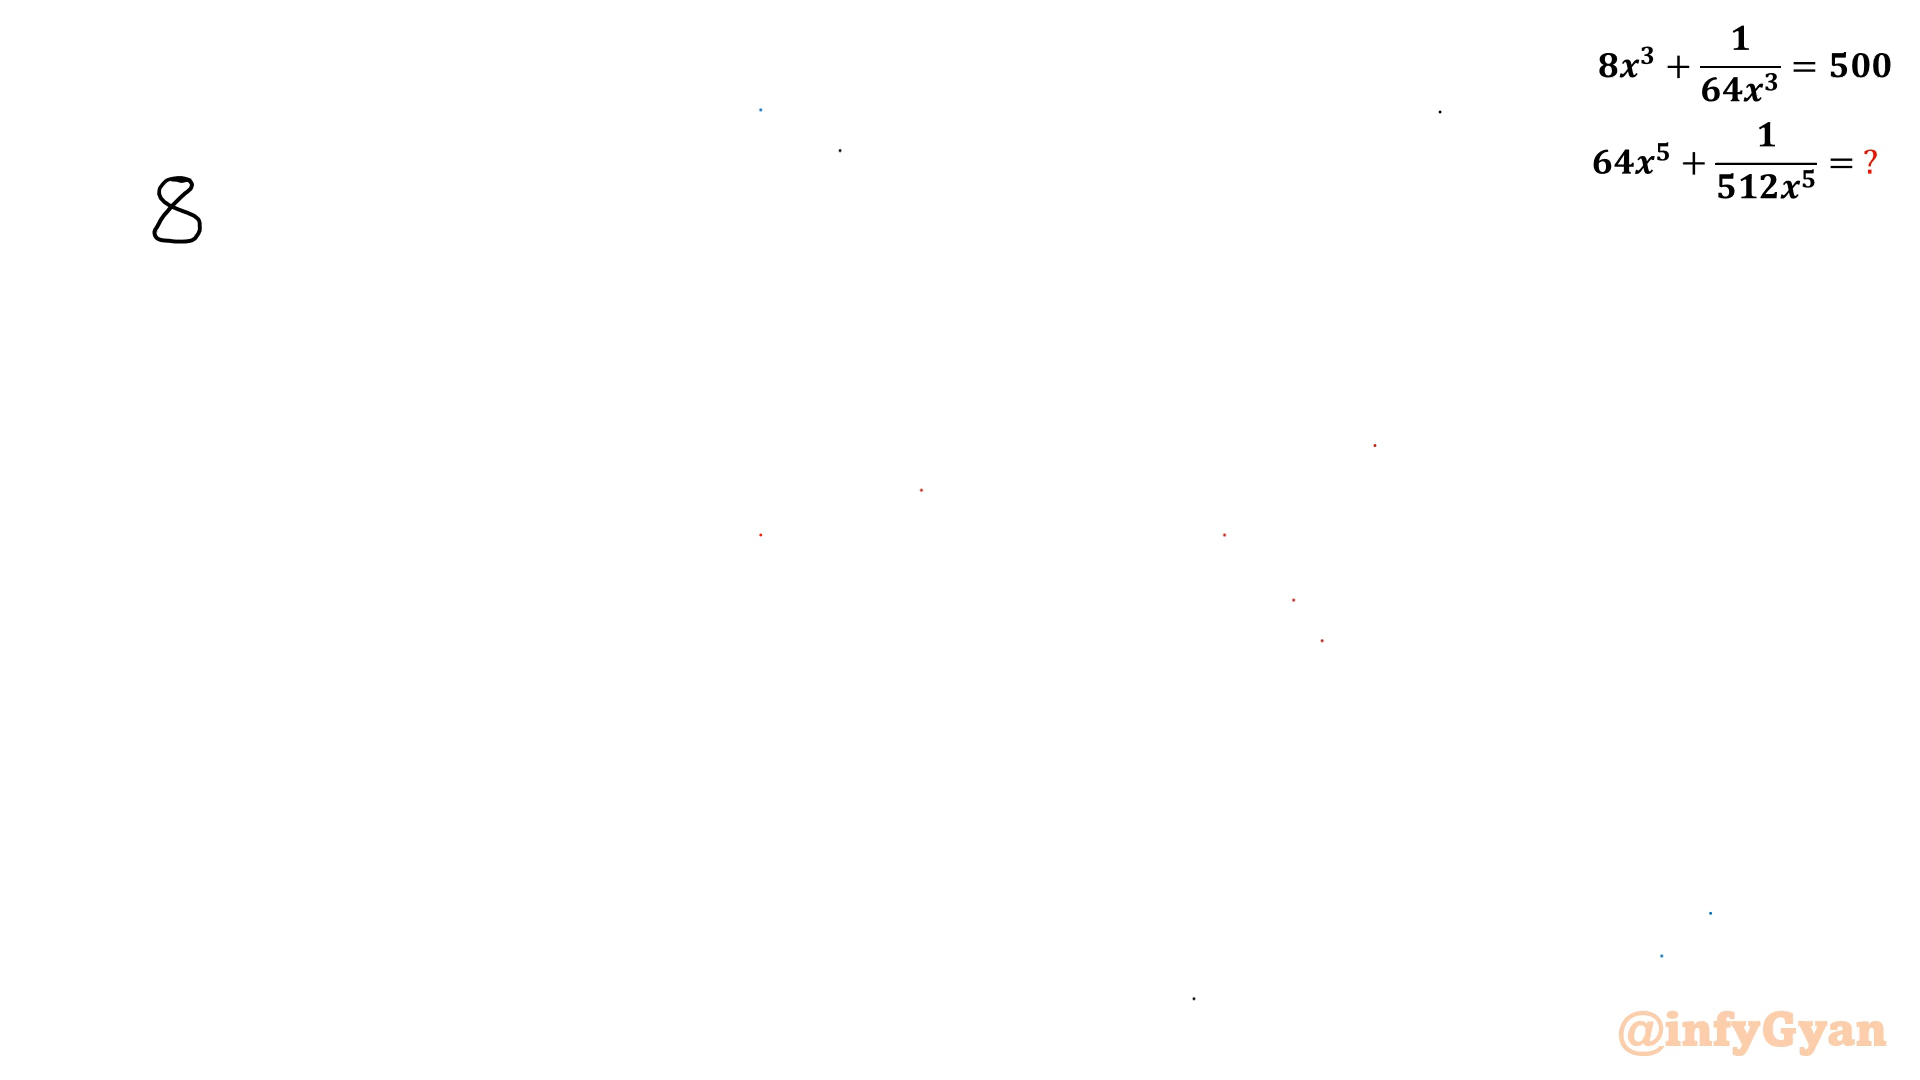 8x³ + 1/64x³ = 500
64x⁵ + 1/512x⁵ = ?
8
@infyGyan